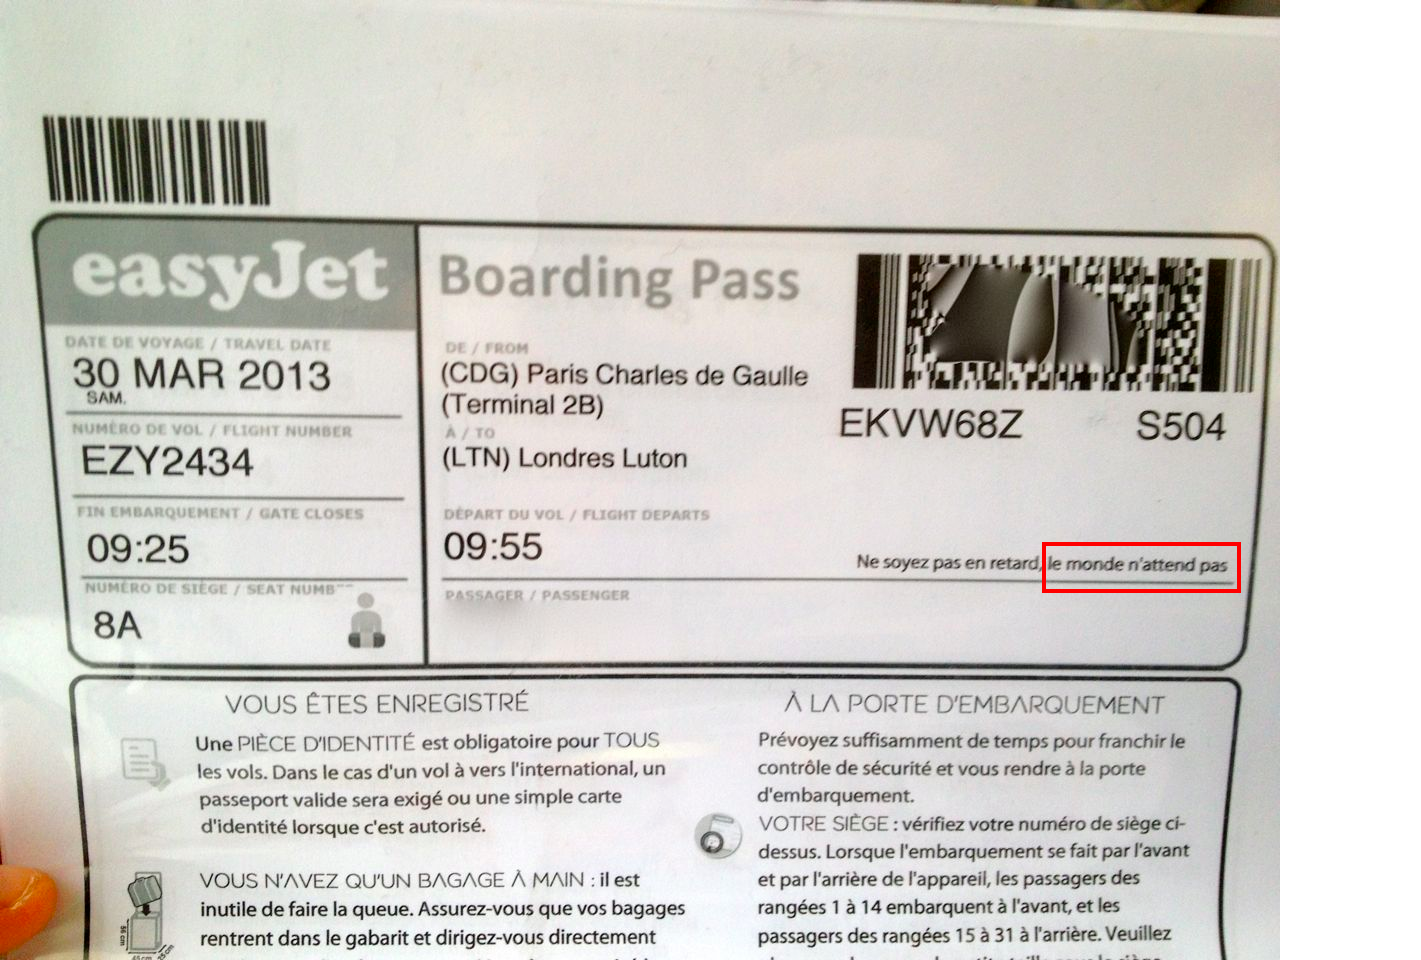 easyJet
Boarding Pass
DATE DE VOYAGE / TRAVEL DATE
30 MAR 2013
SAM.
NUMÉRO DE VOL / FLIGHT NUMBER
EZY2434
FIN EMBARQUEMENT / GATE CLOSES
09:25
NUMÉRO DE SIÈGE / SEAT
8A
DE / FROM
(CDG) Paris Charles de Gaulle
(Terminal 2B)
À / TO
(LTN) Londres Luton
DÉPART DU VOL / FLIGHT DEPARTS
09:55
PASSAGER / PASSENGER
EKVW68Z S504
Ne soyez pas en retard, le monde n'attend pas
VOUS ÊTES ENREGISTRÉ
Une PIÈCE D'IDENTITÉ est obligatoire pour TOUS
les vols. Dans le cas d'un vol à vers l'international, un
passeport valide sera exigé ou une simple carte
d'identité lorsque c'est autorisé.
VOUS N'AVEZ QU'UN BAGAGE À MAIN : il est
inutile de faire la queue. Assurez-vous que vos bagages
rentrent dans le gabarit et dirigez-vous directement
À LA PORTE D'EMBARQUEMENT
Prévoyez suffisamment de temps pour franchir le
contrôle de sécurité et vous rendre à la porte
d'embarquement.
VOTRE SIÈGE : vérifiez votre numéro de siège ci-
dessus. Lorsque l'embarquement se fait par l'avant
et par l'arrière de l'appareil, les passagers des
rangées 1 à 14 embarquent à l'avant, et les
passagers des rangées 15 à 31 à l'arrière. Veuillez